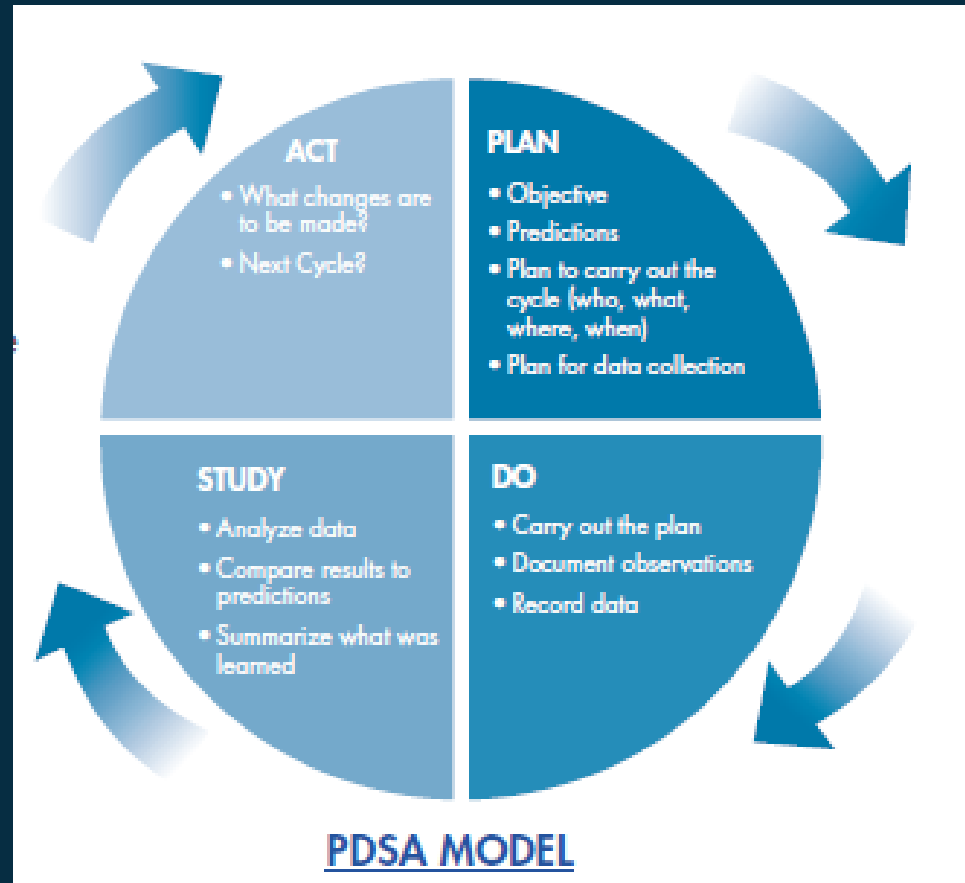 ACT
• What changes are
to be made?
• Next Cycle?
PLAN
• Objective
• Predictions
• Plan to carry out the
cycle (who, what,
where, when)
• Plan for data collection
DO
• Carry out the plan
• Document observations
• Record data
STUDY
• Analyze data
• Compare results to
predictions
• Summarize what was
learned
PDSA MODEL